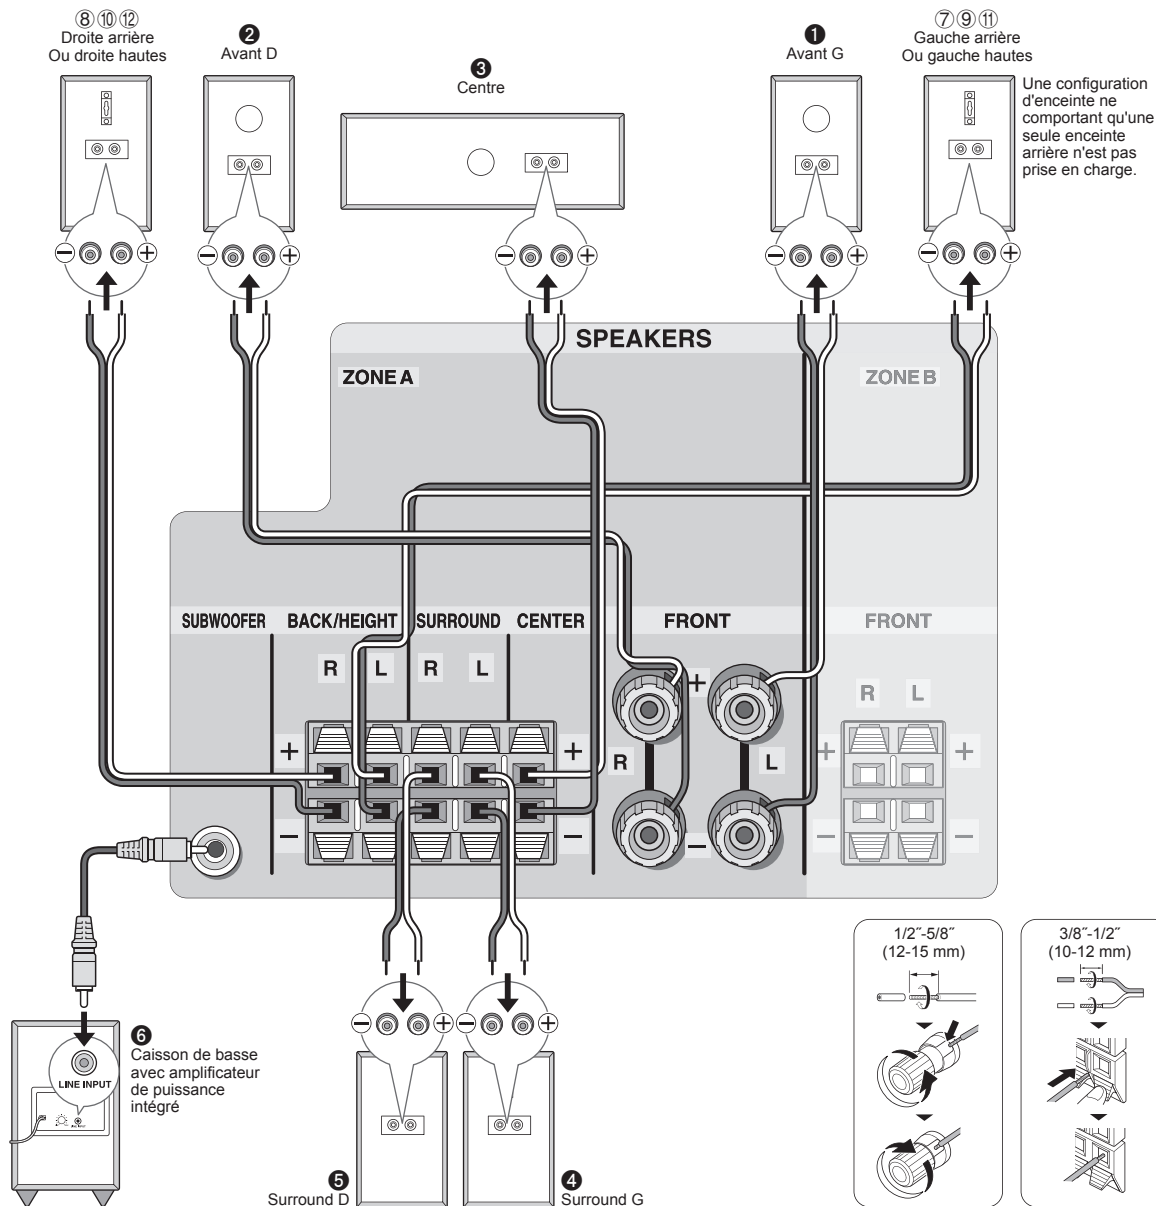 ⑧⑩⑫
Droite arrière
Ou droite hautes
❷
Avant D
❸
Centre
❶
Avant G
⑦⑨⑪
Gauche arrière
Ou gauche hautes
Une configuration
d'enceinte ne
comportant qu'une
seule enceinte
arrière n'est pas
prise en charge.
− +
− +
− +
− +
− +
SPEAKERS
ZONE A
ZONE B
SUBWOOFER
BACK/HEIGHT
SURROUND
CENTER
FRONT
FRONT
R L R L
R L
+ + + + +
R L
− − − − −
1/2˝-5/8˝
(12-15 mm)
3/8˝-1/2˝
(10-12 mm)
− +
− +
LINE INPUT
❻
Caisson de basse
avec amplificateur
de puissance
intégré
❺
Surround D
❹
Surround G